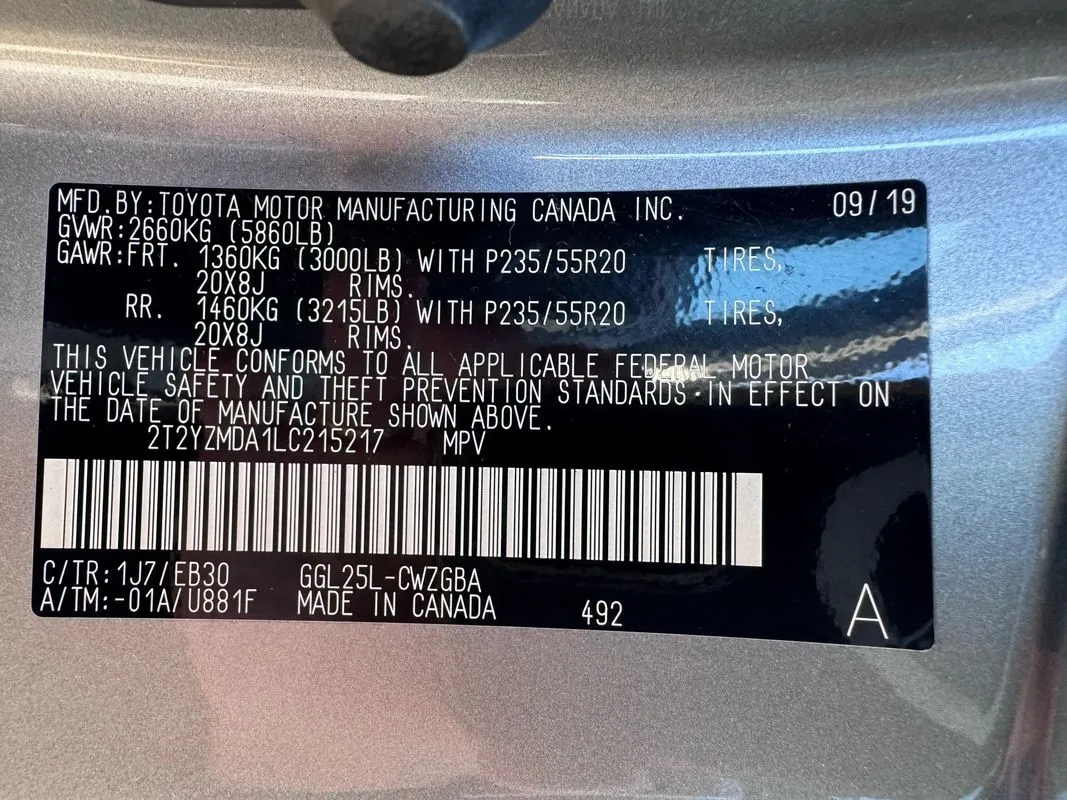 MFD.BY:TOYOTA MOTOR MANUFACTURING CANADA INC. 09/19
GVWR:2660KG (5860LB)
GAWR:FRT. 1360KG (3000LB) WITH P235/55R20 TIRES,
20X8J RIMS.
RR. 1460KG (3215LB) WITH P235/55R20 TIRES,
20X8J RIMS.
THIS VEHICLE CONFORMS TO ALL APPLICABLE FEDERAL MOTOR
VEHICLE SAFETY AND THEFT PREVENTION STANDARDS IN EFFECT ON
THE DATE OF MANUFACTURE SHOWN ABOVE.
2T2YZMDA1LC215217 MPV
C/TR:1J7/EB30 GGL25L-CWZGBA
A/TM:-01A/U881F MADE IN CANADA 492 A